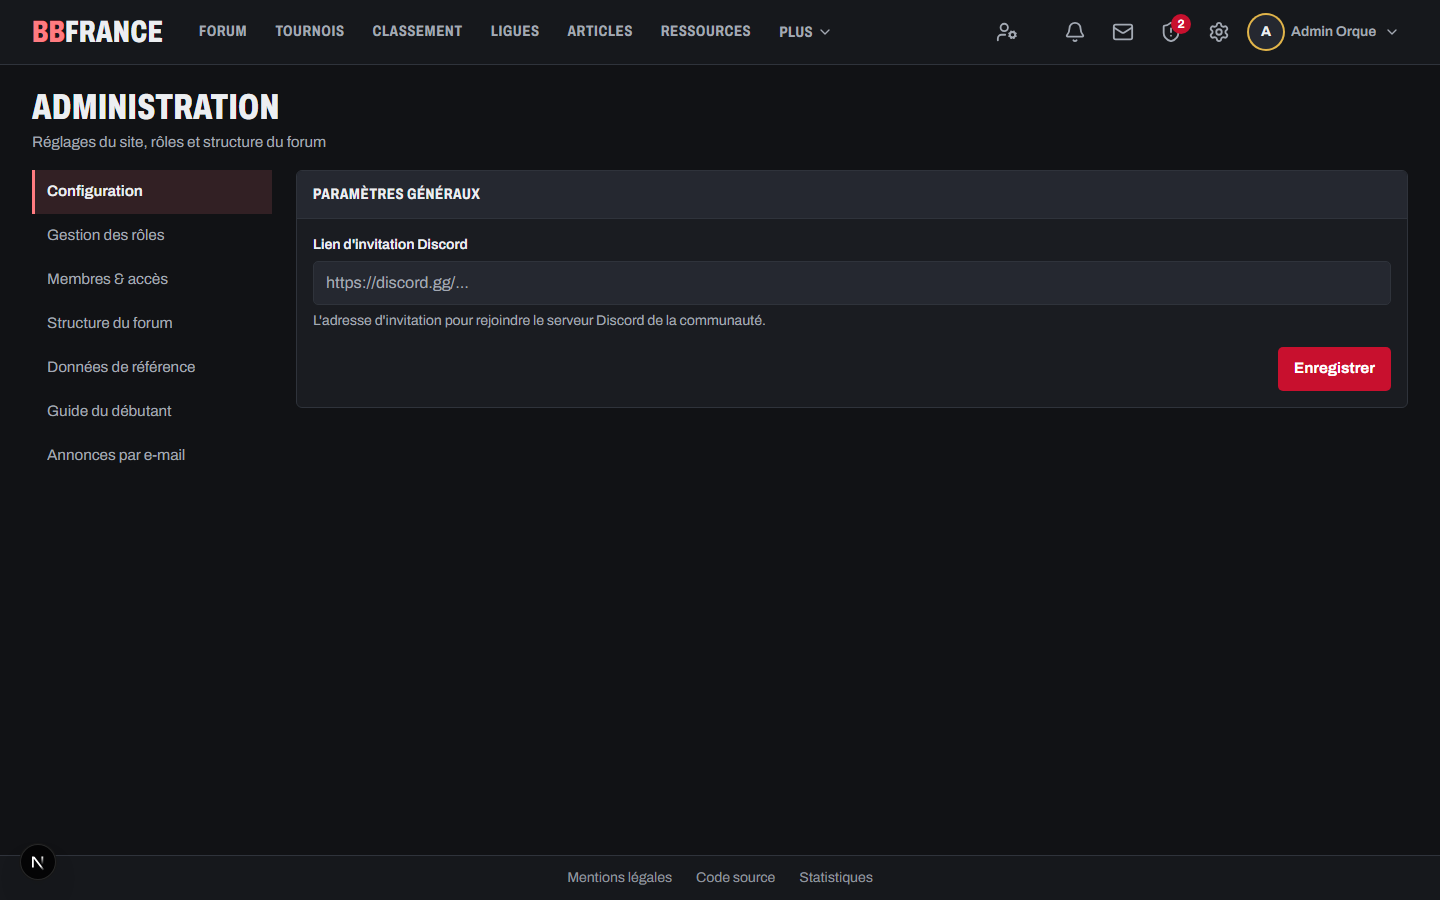 BBFRANCE FORUM TOURNOIS CLASSEMENT LIGUES ARTICLES RESSOURCES PLUS 2 A Admin Orque
ADMINISTRATION
Réglages du site, rôles et structure du forum
Configuration
Gestion des rôles
Membres & accès
Structure du forum
Données de référence
Guide du débutant
Annonces par e-mail
PARAMÈTRES GÉNÉRAUX
Lien d'invitation Discord
https://discord.gg/...
L'adresse d'invitation pour rejoindre le serveur Discord de la communauté.
Enregistrer
N
Mentions légales Code source Statistiques